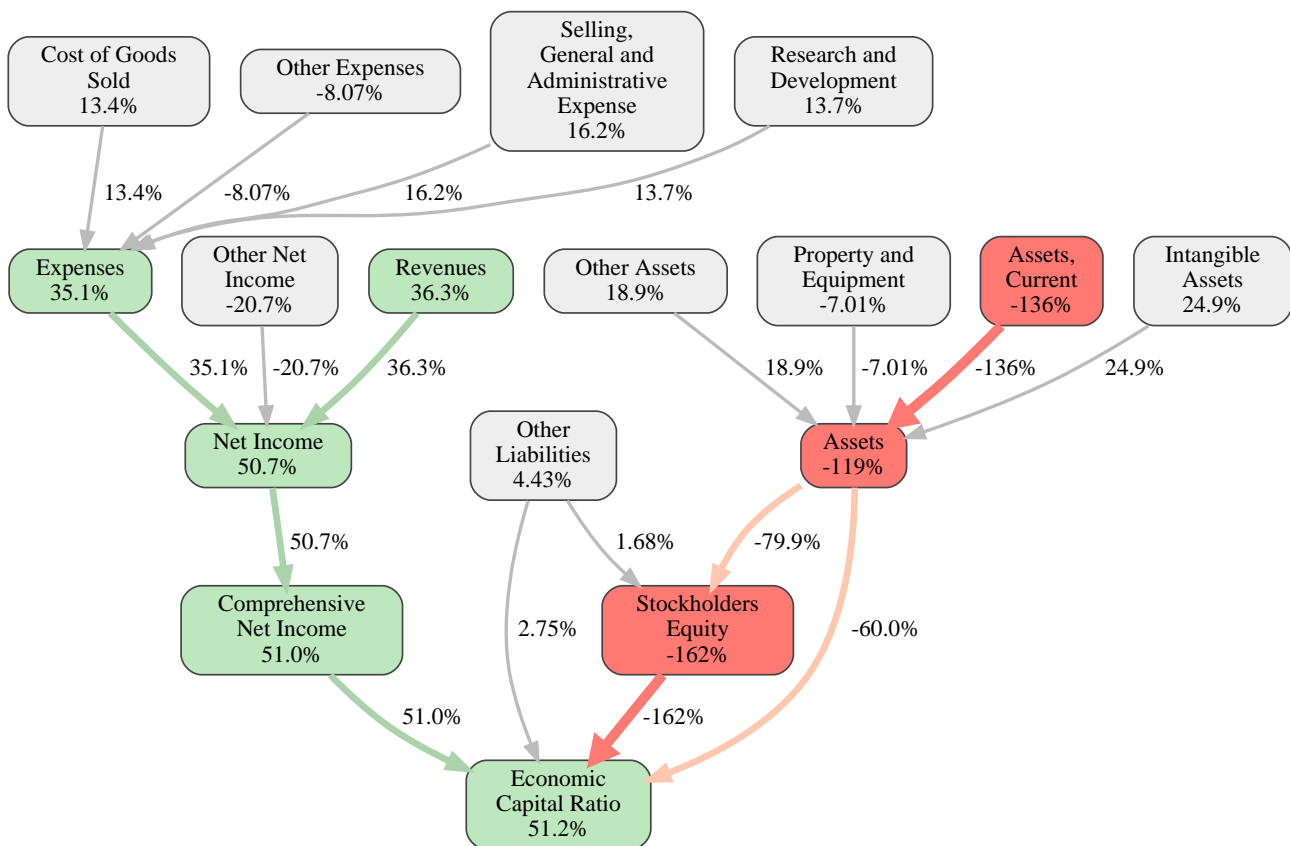 Cost of Goods
Sold
13.4%
Other Expenses
-8.07%
Selling,
General and
Administrative
Expense
16.2%
Research and
Development
13.7%
13.4%
-8.07%
16.2%
13.7%
Expenses
35.1%
Other Net
Income
-20.7%
Revenues
36.3%
Other Assets
18.9%
Property and
Equipment
-7.01%
Assets,
Current
-136%
Intangible
Assets
24.9%
35.1%
-20.7%
36.3%
18.9%
-7.01%
-136%
24.9%
Net Income
50.7%
Other
Liabilities
4.43%
Assets
-119%
50.7%
1.68%
-79.9%
Comprehensive
Net Income
51.0%
2.75%
Stockholders
Equity
-162%
-60.0%
51.0%
-162%
Economic
Capital Ratio
51.2%